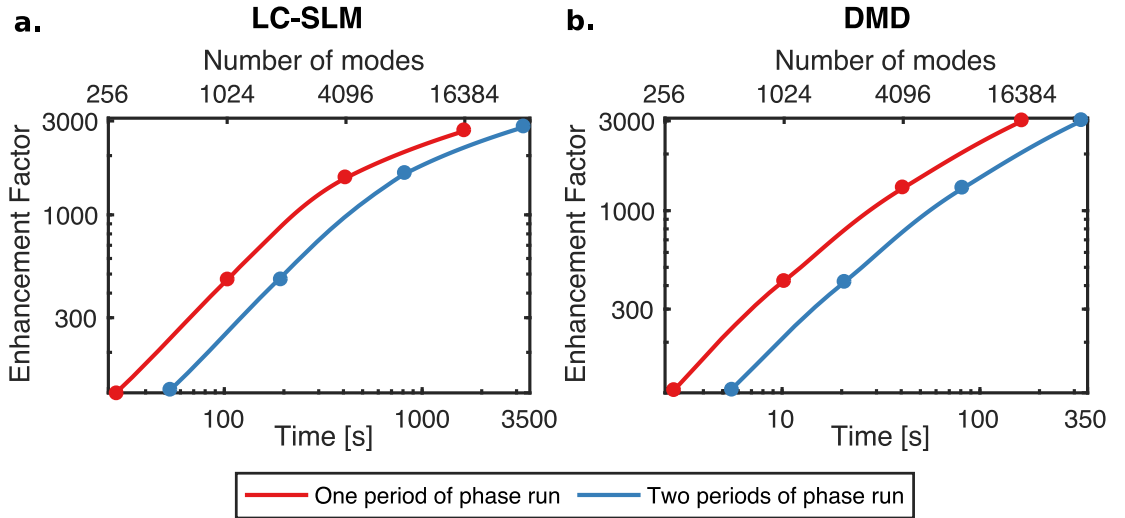 a.
LC-SLM
Number of modes
256 1024 4096 16384
3000
1000
300
Enhancement Factor
100 1000 3500
Time [s]
b.
DMD
Number of modes
256 1024 4096 16384
3000
1000
300
Enhancement Factor
10 100 350
Time [s]
One period of phase run Two periods of phase run